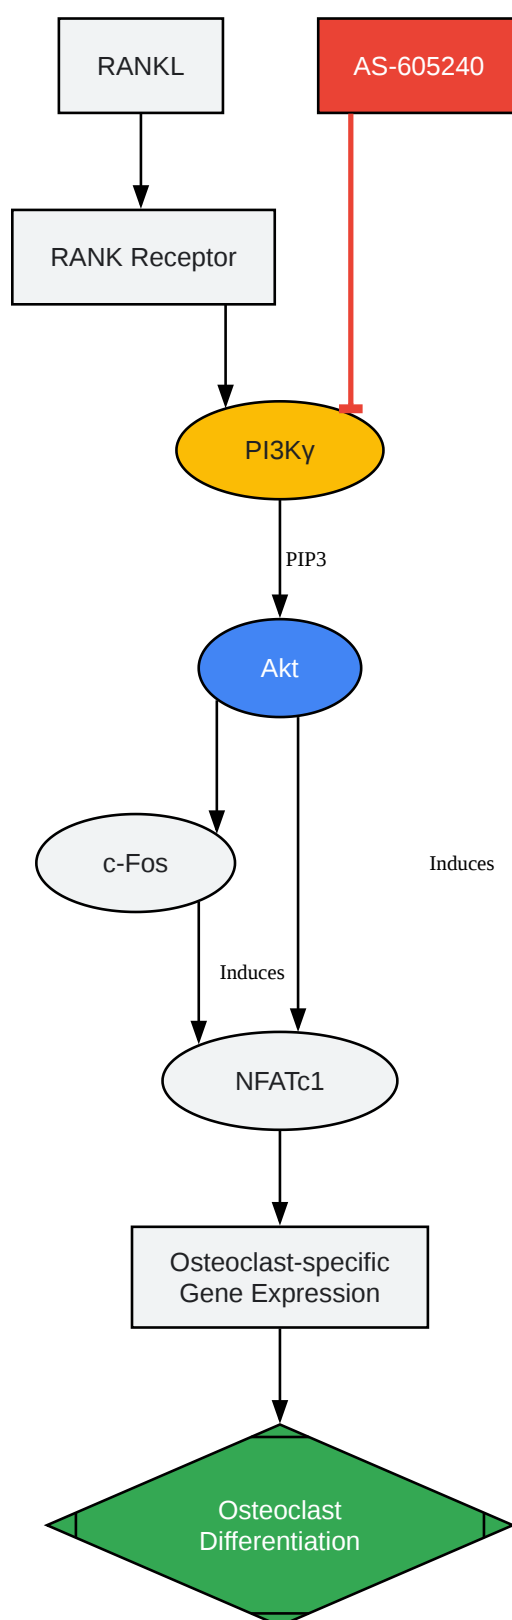 RANKL
AS-605240
RANK Receptor
PI3Kγ
PIP3
Akt
c-Fos
Induces
Induces
NFATc1
Osteoclast-specific
Gene Expression
Osteoclast
Differentiation